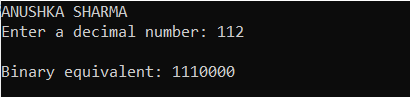 ANUSHKA SHARMA
Enter a decimal number: 112
Binary equivalent: 1110000